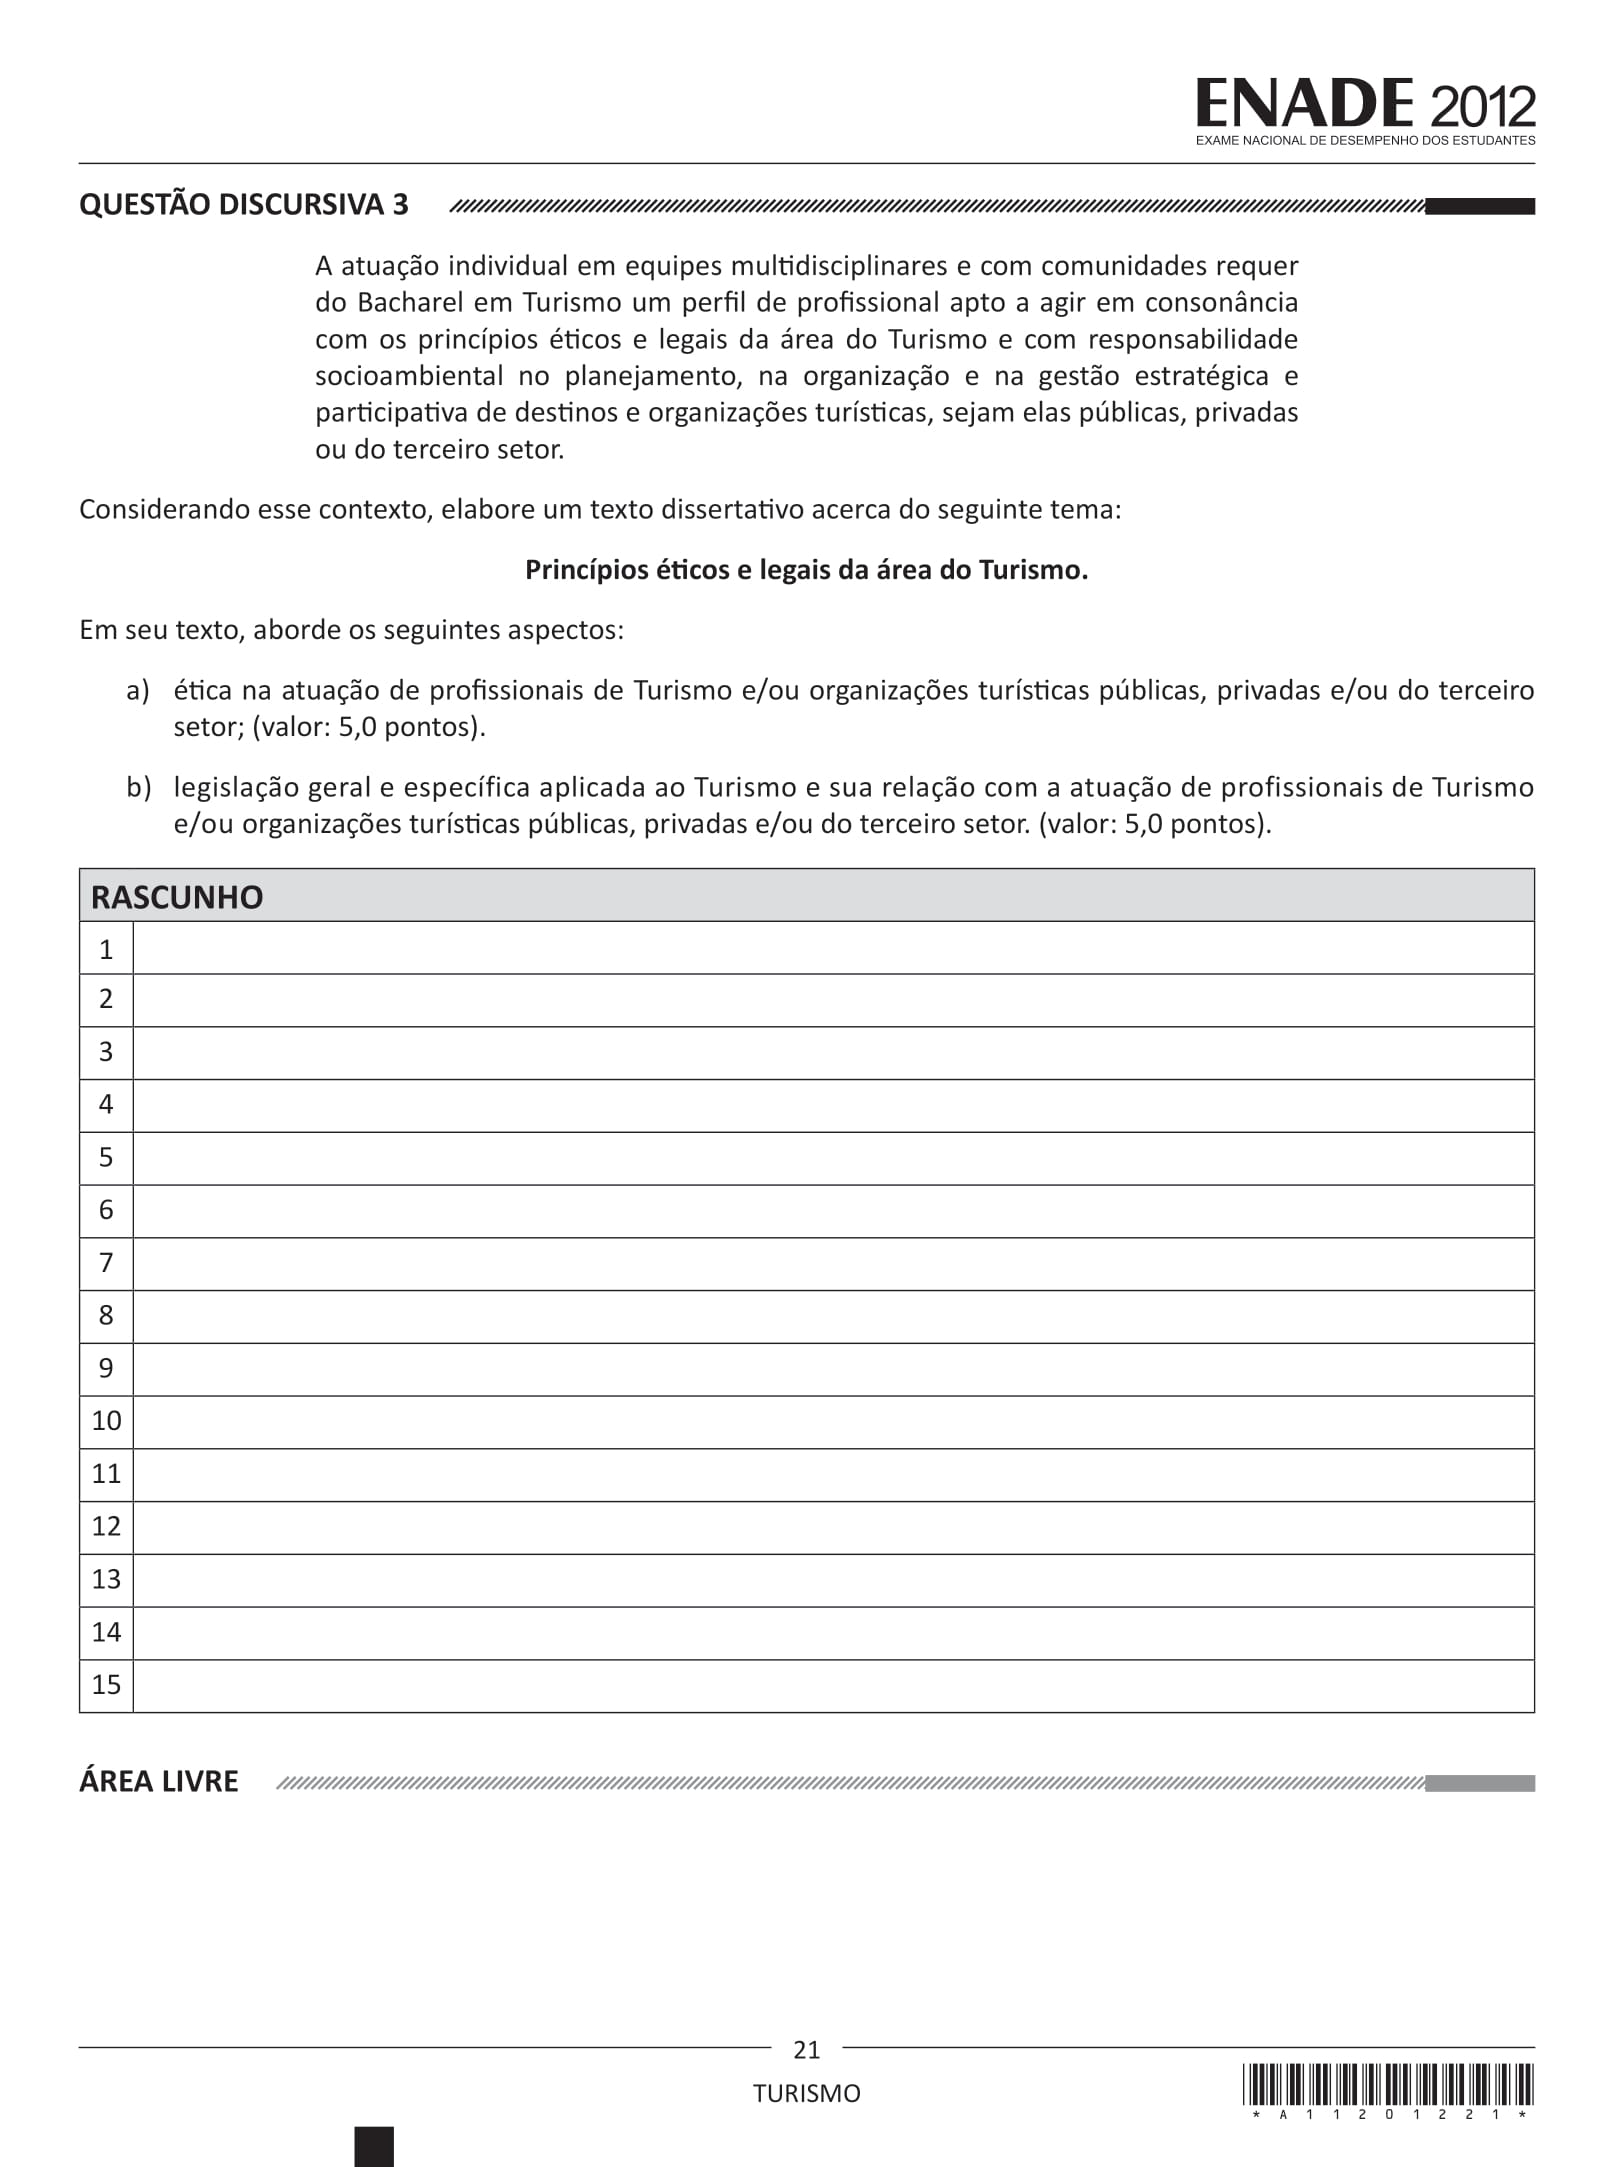 ENADE 2012
EXAME NACIONAL DE DESEMPENHO DOS ESTUDANTES
QUESTÃO DISCURSIVA 3
A atuação individual em equipes multidisciplinares e com comunidades requer
do Bacharel em Turismo um perfil de profissional apto a agir em consonância
com os princípios éticos e legais da área do Turismo e com responsabilidade
socioambiental no planejamento, na organização e na gestão estratégica e
participativa de destinos e organizações turísticas, sejam elas públicas, privadas
ou do terceiro setor.
Considerando esse contexto, elabore um texto dissertativo acerca do seguinte tema:
Princípios éticos e legais da área do Turismo.
Em seu texto, aborde os seguintes aspectos:
a) ética na atuação de profissionais de Turismo e/ou organizações turísticas públicas, privadas e/ou do terceiro
setor; (valor: 5,0 pontos).
b) legislação geral e específica aplicada ao Turismo e sua relação com a atuação de profissionais de Turismo
e/ou organizações turísticas públicas, privadas e/ou do terceiro setor. (valor: 5,0 pontos).
RASCUNHO
1
2
3
4
5
6
7
8
9
10
11
12
13
14
15
ÁREA LIVRE
21
TURISMO
* A 1 1 2 0 1 2 2 1 *